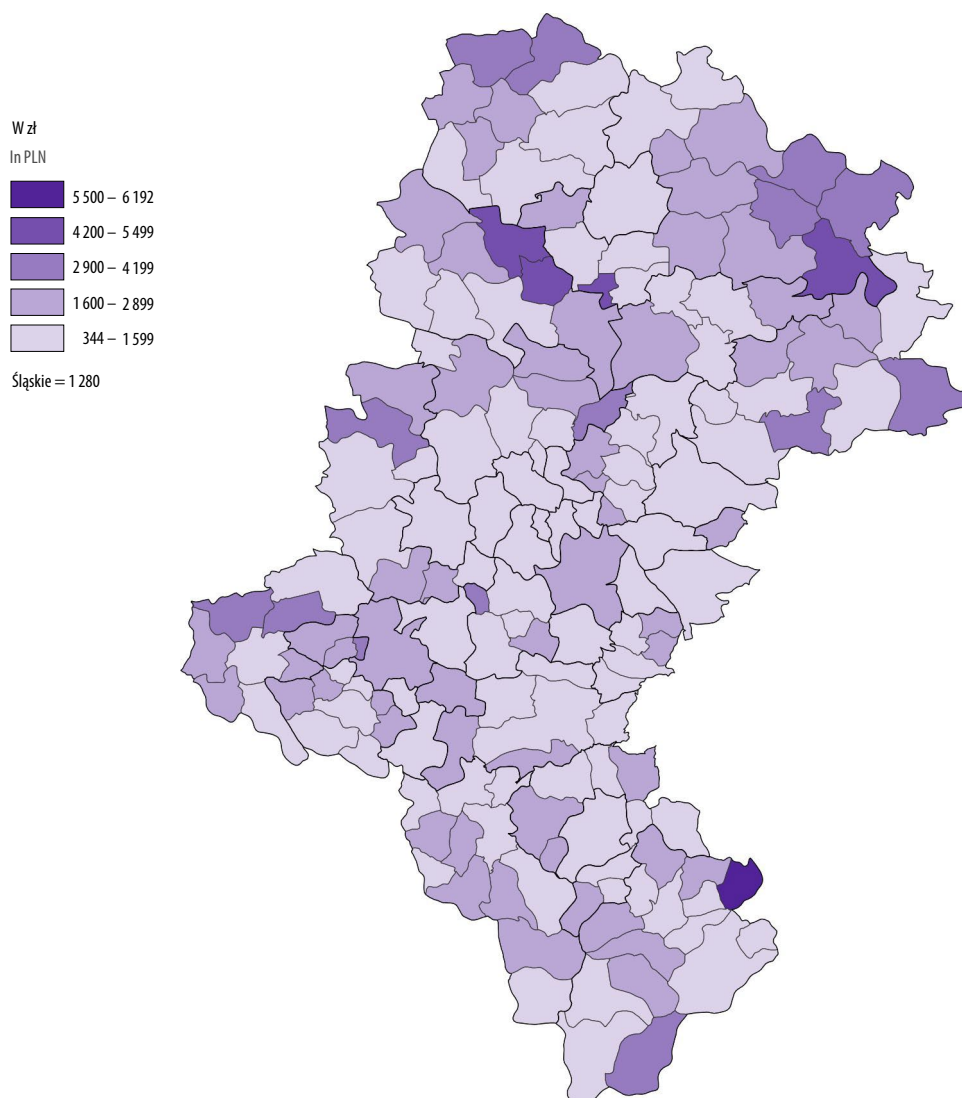 W zł
In PLN
5 500 – 6 192
4 200 – 5 499
2 900 – 4 199
1 600 – 2 899
344 – 1 599
Śląskie = 1 280